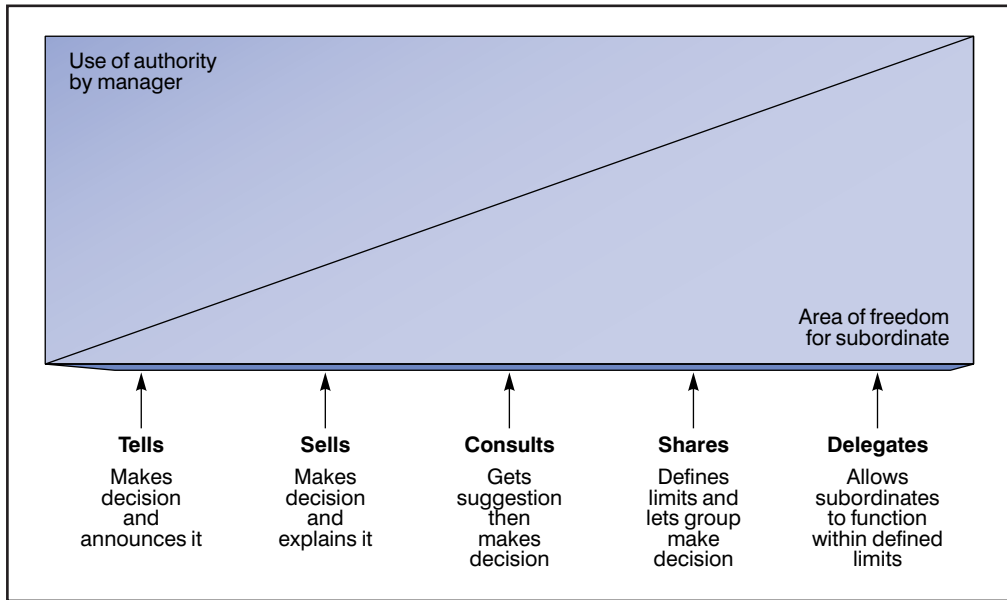 Use of authority
by manager
Area of freedom
for subordinate
Tells
Makes
decision
and
announces it
Sells
Makes
decision
and
explains it
Consults
Gets
suggestion
then
makes
decision
Shares
Defines
limits and
lets group
make
decision
Delegates
Allows
subordinates
to function
within defined
limits